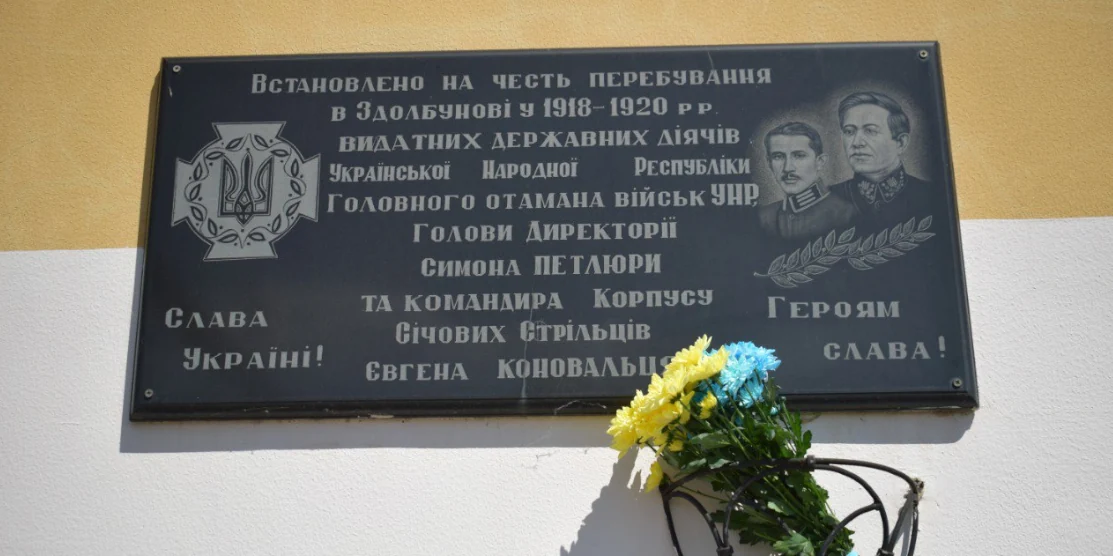 Встановлено на честь перебування
в Здолбунові у 1918-1920 р.р.
видатних державних діячів
Української Народної Республіки
Головного отамана військ УНР,
Голови Директорії
Симона Петлюри
та командира Корпусу
Січових Стрільців
Євгена Коновальця
Слава
Україні!
Героям
слава!